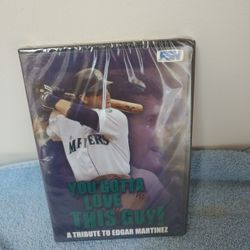 FSN
MARINERS
YOU GOTTA
LOVE
THIS GUY!
A TRIBUTE TO EDGAR MARTINEZ